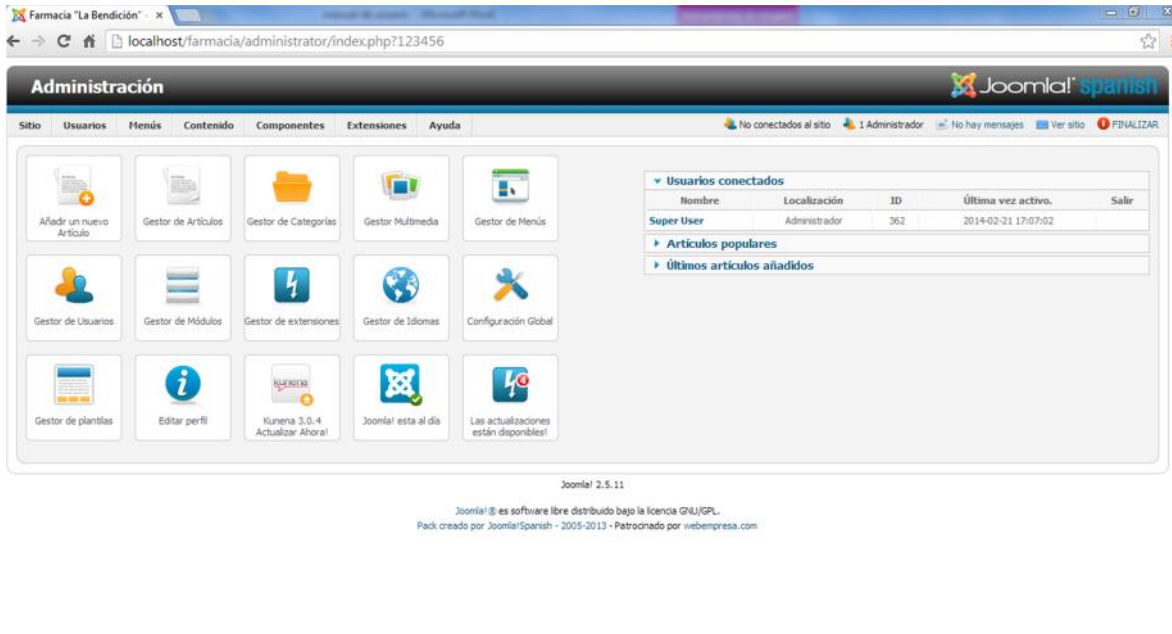 Farmacia "La Bendición" -
localhost/farmacia/administrator/index.php?123456
Administración
Joomla! spanish
Sitio Usuarios Menús Contenido Componentes Extensiones Ayuda
No conectados al sitio 1 Administrador No hay mensajes Ver sitio FINALIZAR
Añadir un nuevo Artículo
Gestor de Artículos
Gestor de Categorías
Gestor Multimedia
Gestor de Menús
Gestor de Usuarios
Gestor de Módulos
Gestor de extensiones
Gestor de Idiomas
Configuración Global
Gestor de plantillas
Editar perfil
kunena
Kunena 3.0.4
Actualizar Ahora!
Joomla! esta al día
4
Las actualizaciones
están disponibles!
Usuarios conectados
Nombre Localización ID Última vez activo. Salir
Super User Administrador 362 2014-02-21 17:07:02
Artículos populares
Últimos artículos añadidos
Joomla! 2.5.11
Joomla! ® es software libre distribuido bajo la licencia GNU/GPL.
Pack creado por Joomla!Spanish - 2005-2013 - Patrocinado por webempresa.com